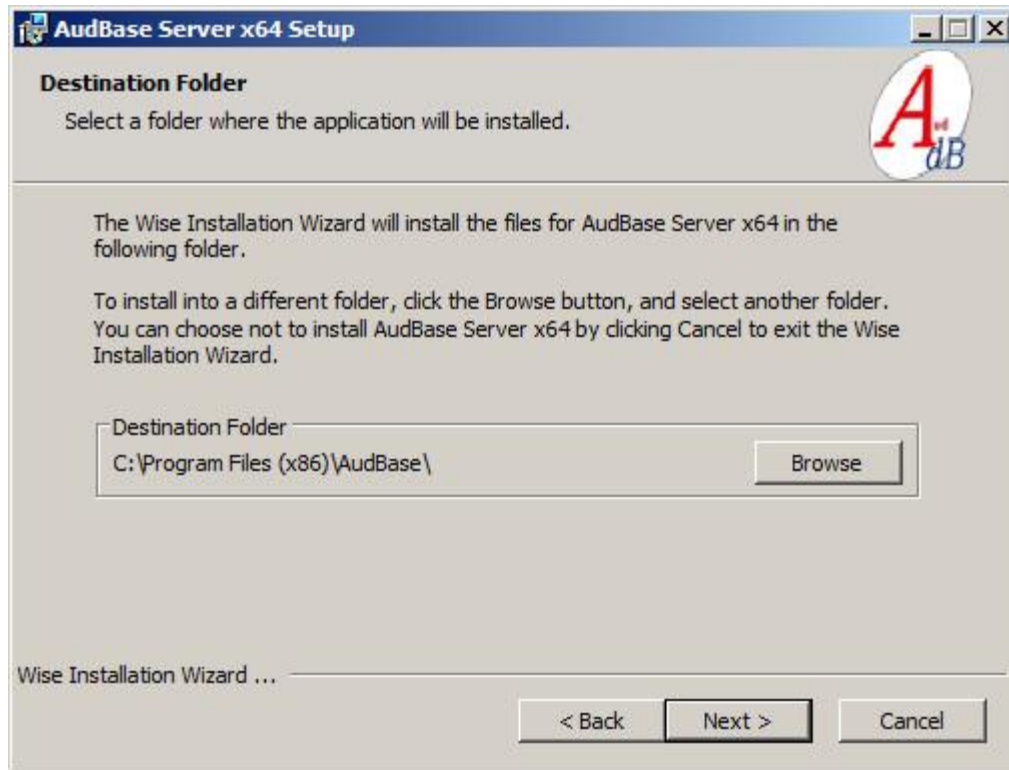 AudBase Server x64 Setup
Destination Folder
Select a folder where the application will be installed.
A
ud
dB
The Wise Installation Wizard will install the files for AudBase Server x64 in the
following folder.
To install into a different folder, click the Browse button, and select another folder.
You can choose not to install AudBase Server x64 by clicking Cancel to exit the Wise
Installation Wizard.
Destination Folder
C:\Program Files (x86)\AudBase\
Browse
Wise Installation Wizard ...
< Back
Next >
Cancel